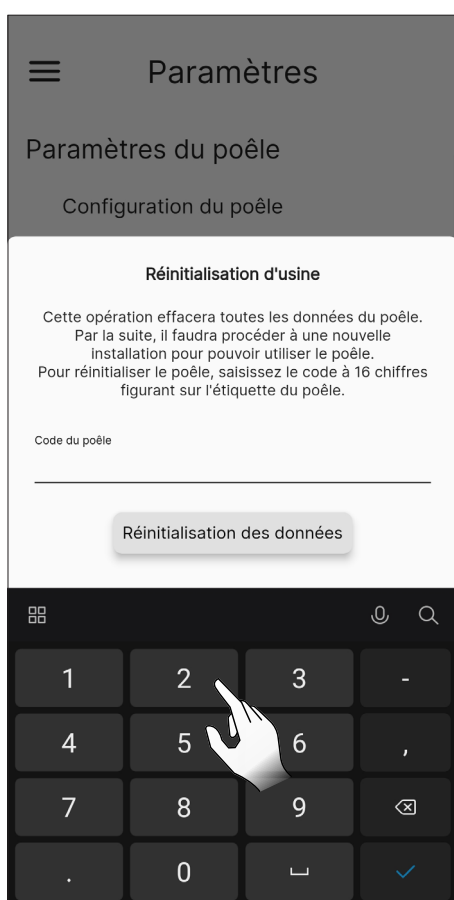 Paramètres
Paramètres du poêle
Configuration du poêle
Réinitialisation d'usine
Cette opération effacera toutes les données du poêle.
Par la suite, il faudra procéder à une nouvelle
installation pour pouvoir utiliser le poêle.
Pour réinitialiser le poêle, saisissez le code à 16 chiffres
figurant sur l'étiquette du poêle.
Code du poêle
Réinitialisation des données
1 2 3 -
4 5 6 ,
7 8 9
. 0